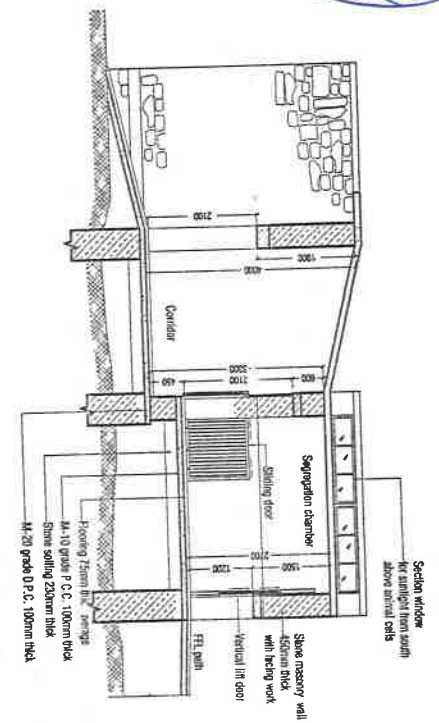 Section window
for sunlight from south
above animal cells
Segregation chamber
Sliding door
Stone masonry wall
450mm thick
with facing work
Vertical lift door
FFL path
Corridor
2100
1900
4000
3300
450
2100
600
1500
2700
1200
Flooring 75mm thk.
M-10 grade P.C.C. 100mm thick
Stone soiling 230mm thick
M-20 grade D.P.C. 100mm thick